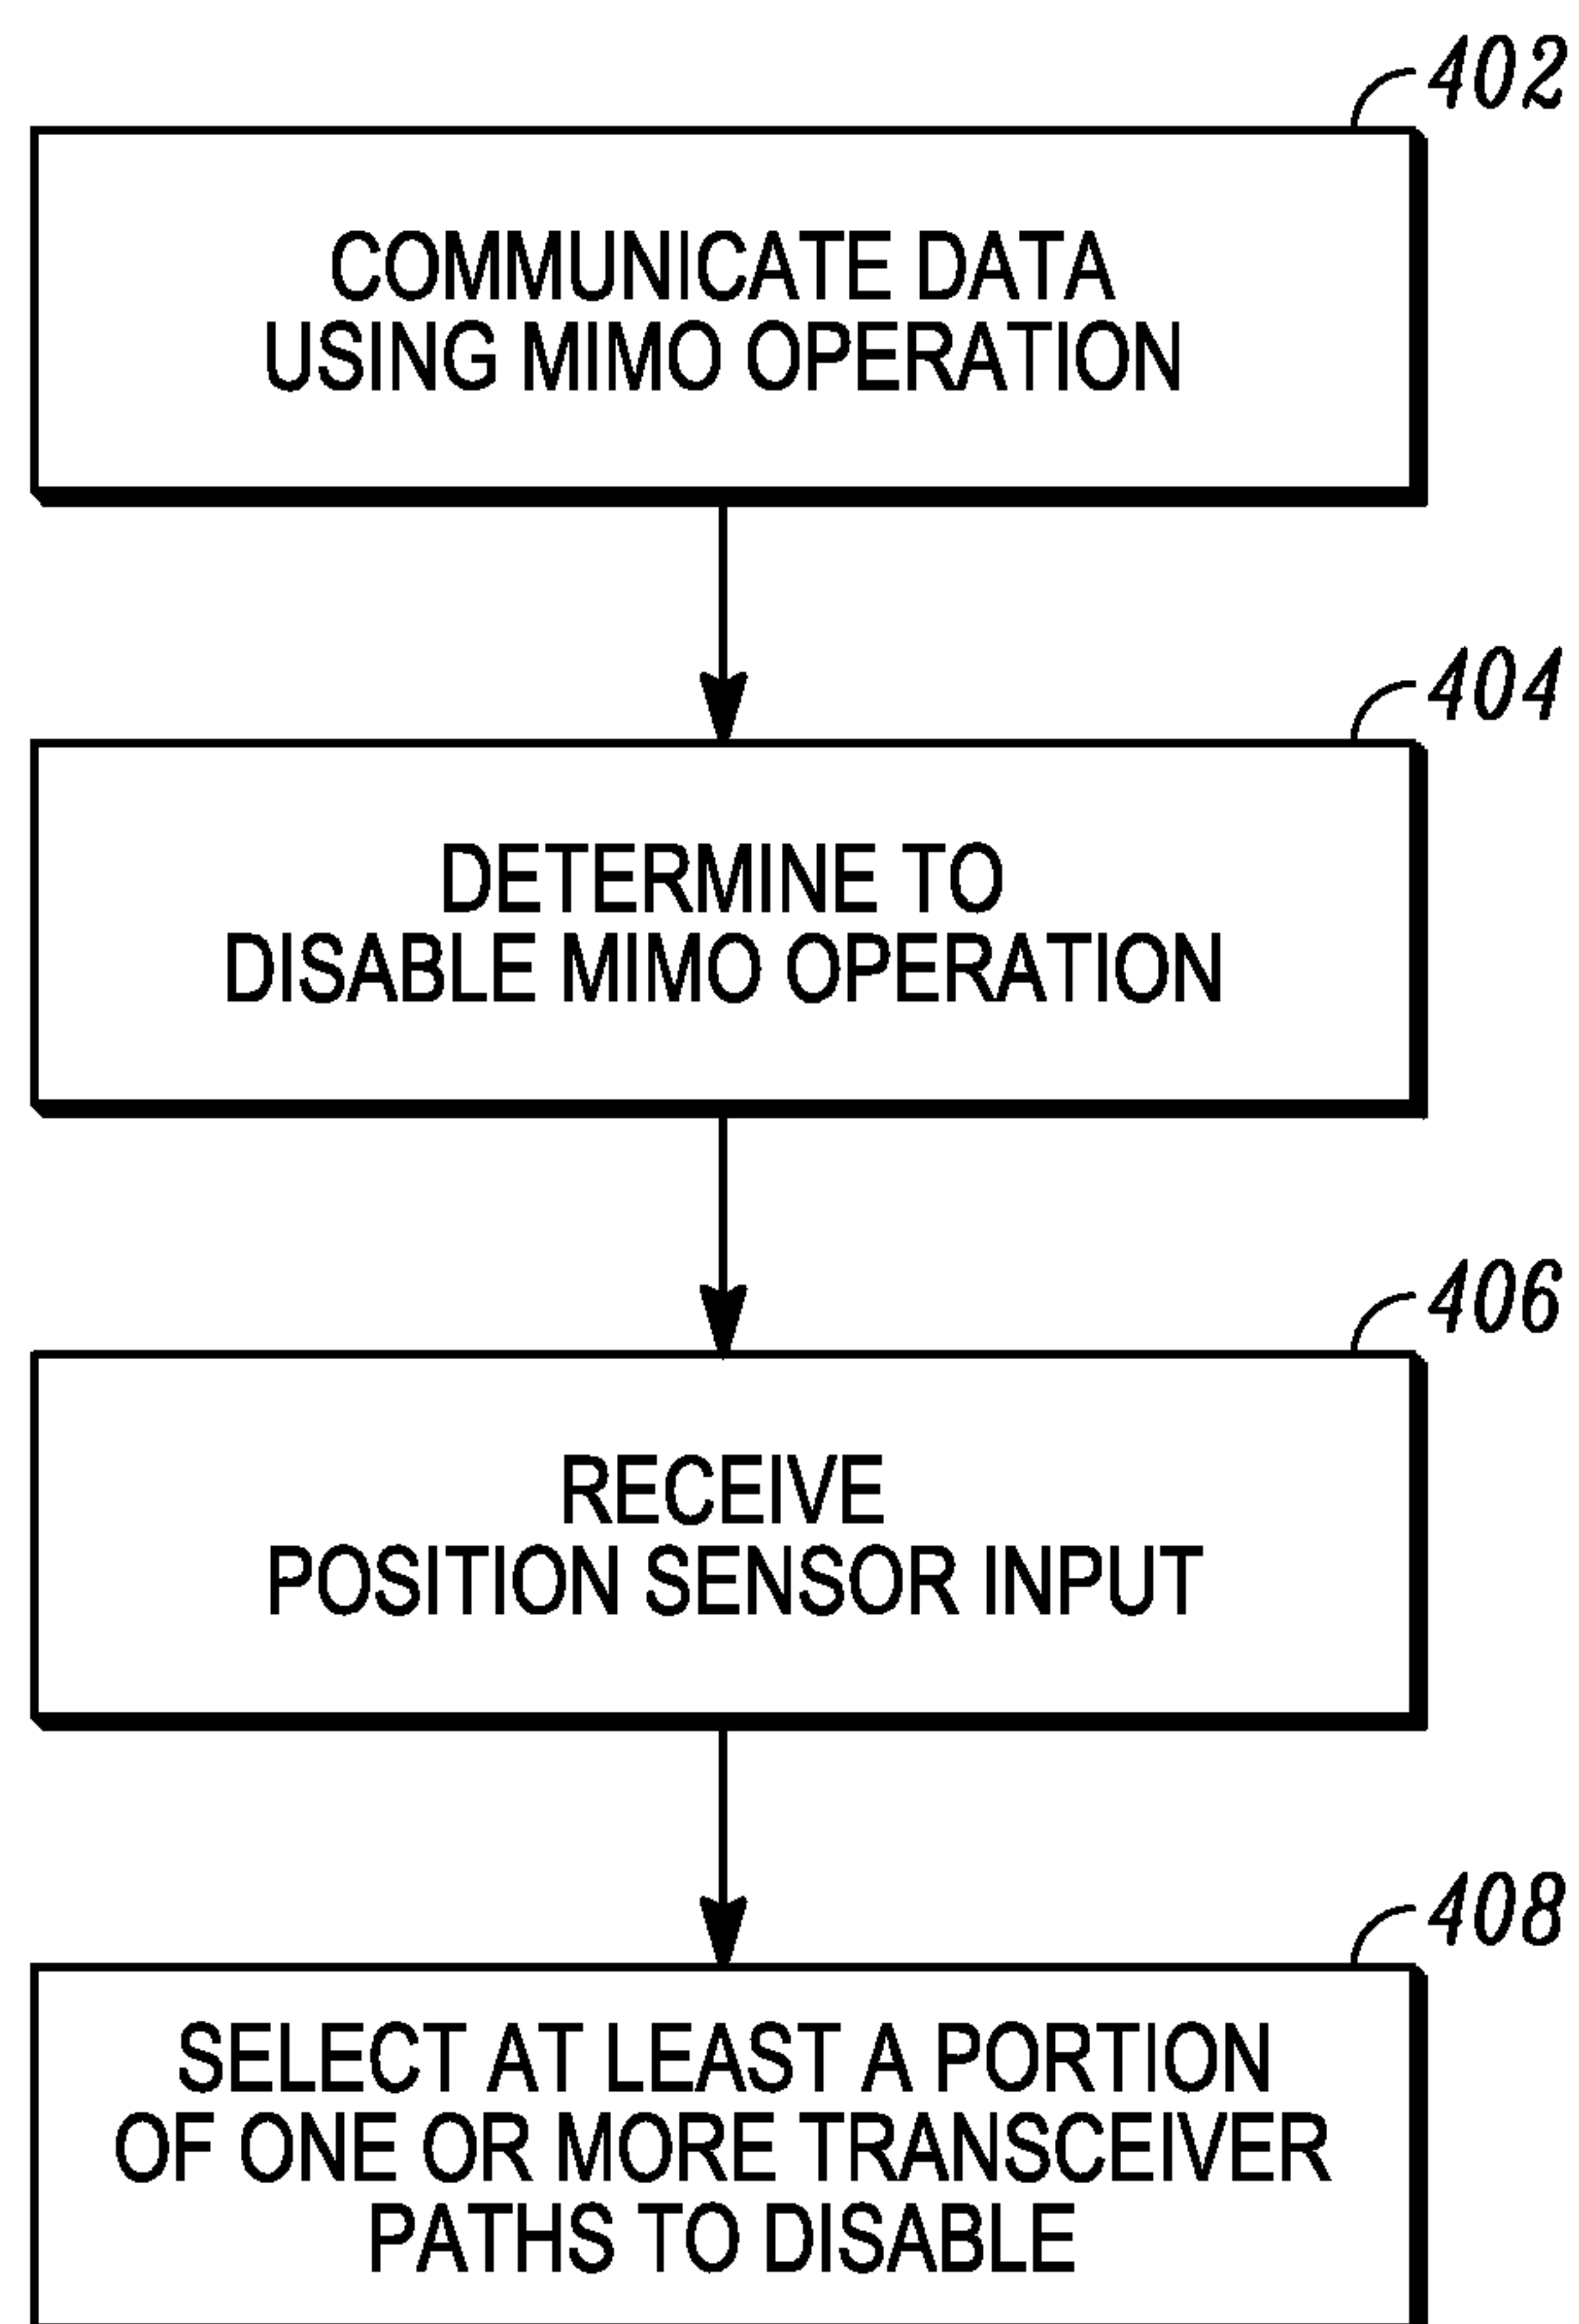 402
COMMUNICATE DATA
USING MIMO OPERATION
404
DETERMINE TO
DISABLE MIMO OPERATION
406
RECEIVE
POSITION SENSOR INPUT
408
SELECT AT LEAST A PORTION
OF ONE OR MORE TRANSCEIVER
PATHS TO DISABLE